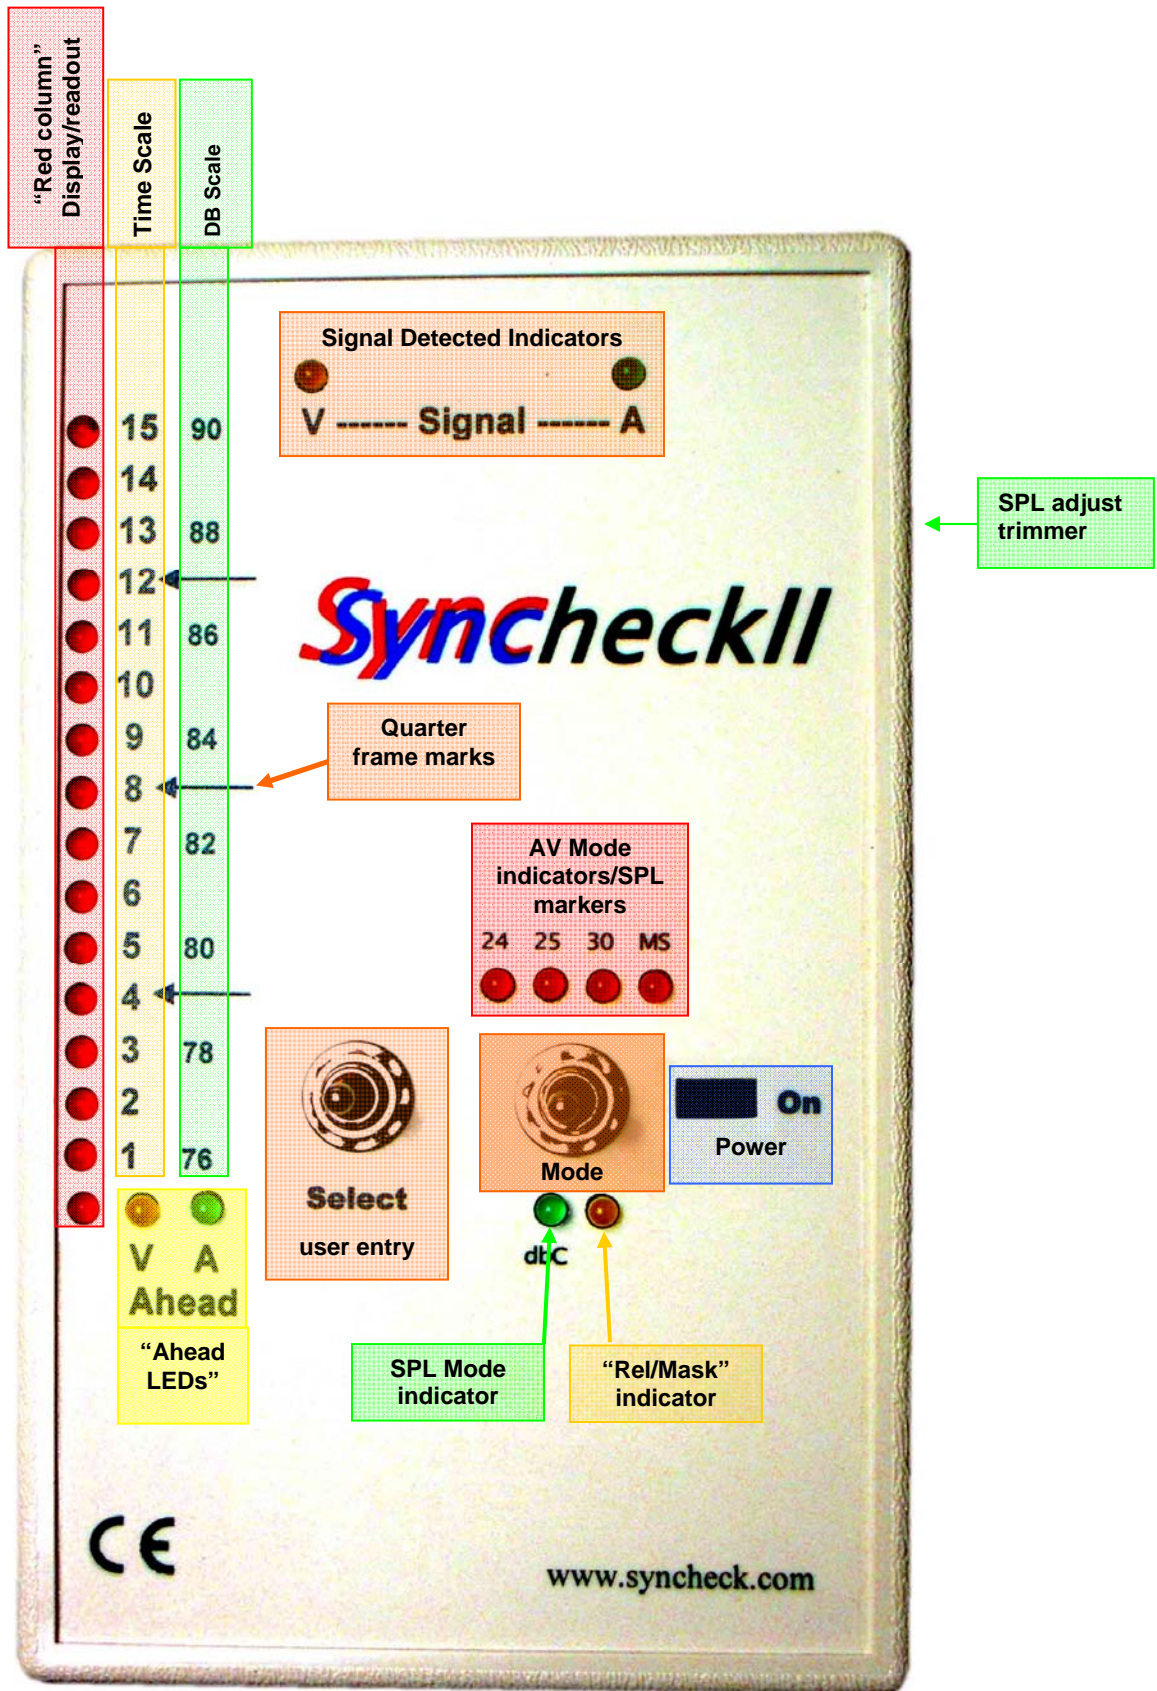 “Red column”
Display/readout
Time Scale
DB Scale
Signal Detected Indicators
V ------ Signal ------ A
15 90
14
13 88
12
11 86
10
9 84
8
7 82
6
5 80
4
3 78
2
1 76
SPL adjust
trimmer
SyncheckII
Quarter
frame marks
AV Mode
indicators/SPL
markers
24 25 30 MS
Mode
On
Power
Select
user entry
dbC
V A
Ahead
“Ahead
LEDs”
SPL Mode
indicator
“Rel/Mask”
indicator
CE
www.syncheck.com